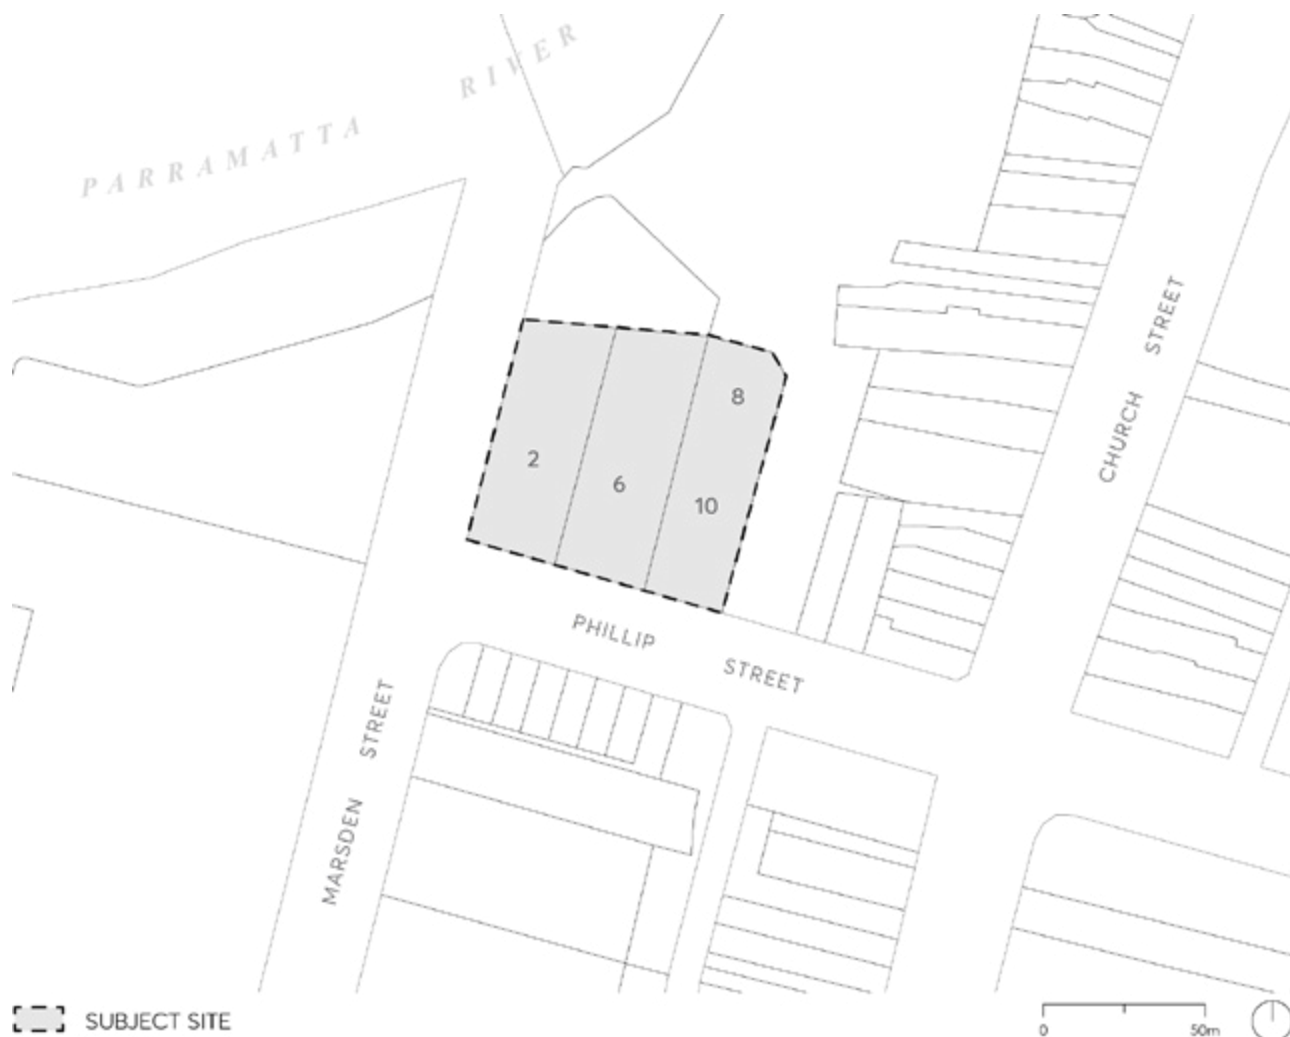 PARRAMATTA RIVER
CHURCH STREET
8
2
6
10
PHILLIP STREET
MARSDEN STREET
SUBJECT SITE
0 50m